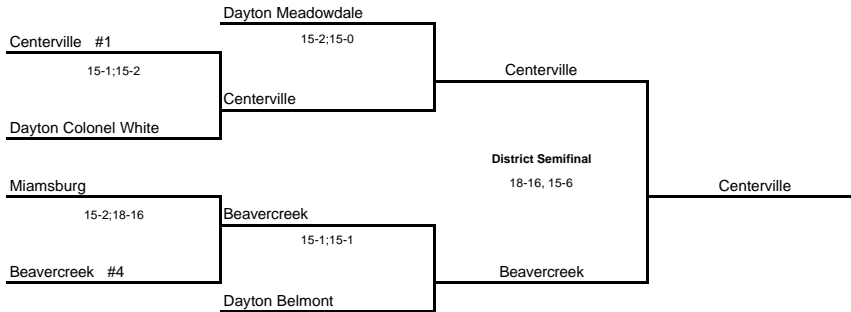 Dayton Meadowdale
Centerville #1
15-2;15-0
15-1;15-2
Centerville
Centerville
Dayton Colonel White
District Semifinal
18-16, 15-6
Miamsburg
Centerville
15-2;18-16
Beavercreek
15-1;15-1
Beavercreek #4
Beavercreek
Dayton Belmont